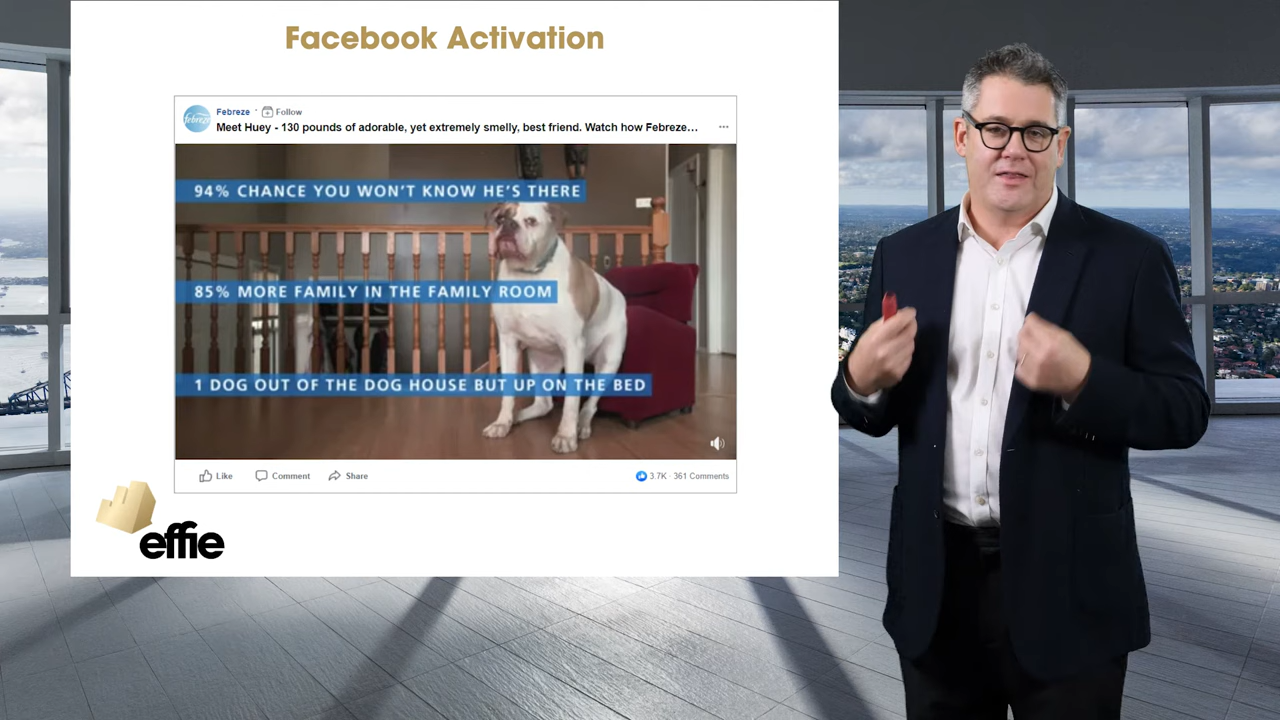 Facebook Activation
febreze
Febreze · Follow
Meet Huey - 130 pounds of adorable, yet extremely smelly, best friend. Watch how Febreze...
94% CHANCE YOU WON'T KNOW HE'S THERE
85% MORE FAMILY IN THE FAMILY ROOM
1 DOG OUT OF THE DOG HOUSE BUT UP ON THE BED
Like Comment Share 3.7K · 361 Comments
effie